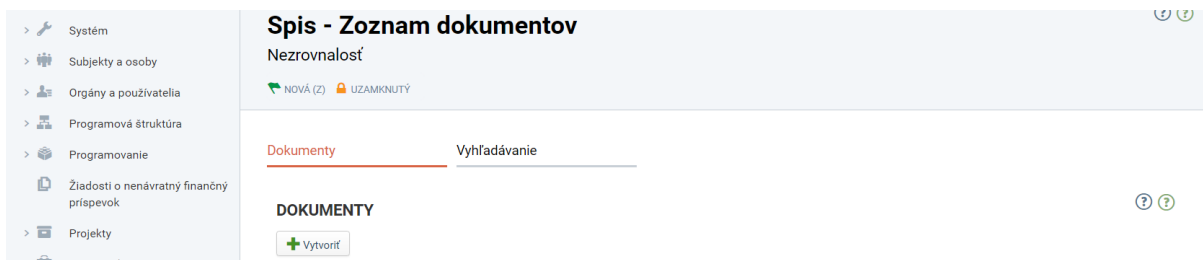 Systém
Subjekty a osoby
Orgány a používatelia
Programová štruktúra
Programovanie
Žiadosti o nenávratný finančný
príspevok
Projekty
Spis - Zoznam dokumentov
Nezrovnalosť
NOVÁ (Z) UZAMKNUTÝ
Dokumenty Vyhľadávanie
DOKUMENTY
Vytvoriť